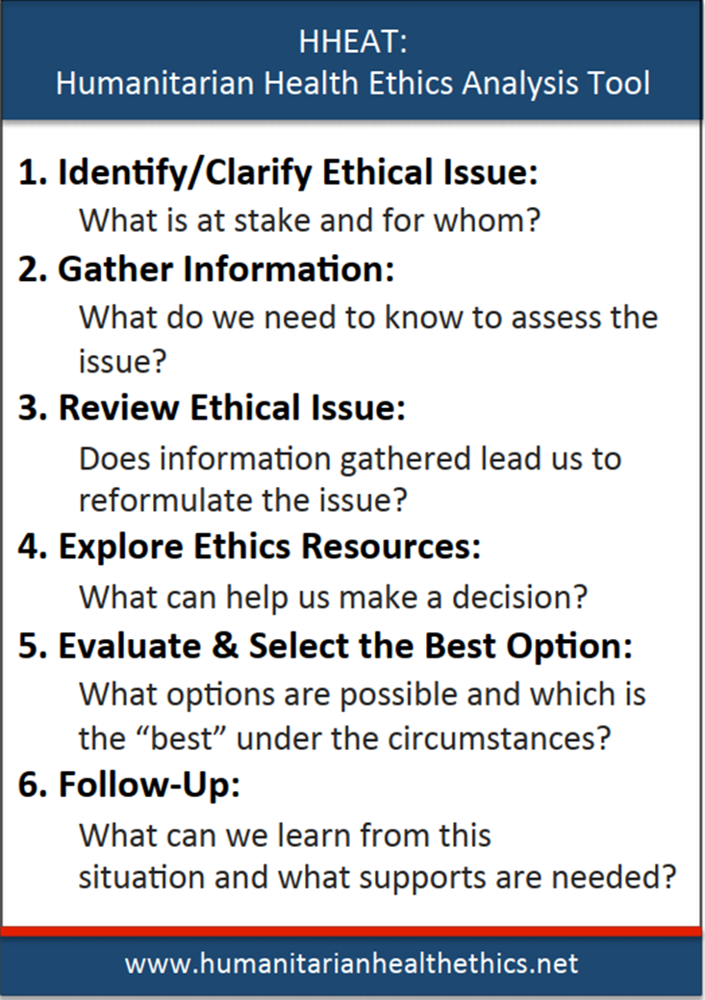 HHEAT:
Humanitarian Health Ethics Analysis Tool
1. Identify/Clarify Ethical Issue:
What is at stake and for whom?
2. Gather Information:
What do we need to know to assess the
issue?
3. Review Ethical Issue:
Does information gathered lead us to
reformulate the issue?
4. Explore Ethics Resources:
What can help us make a decision?
5. Evaluate & Select the Best Option:
What options are possible and which is
the “best” under the circumstances?
6. Follow-Up:
What can we learn from this
situation and what supports are needed?
www.humanitarianhealthethics.net